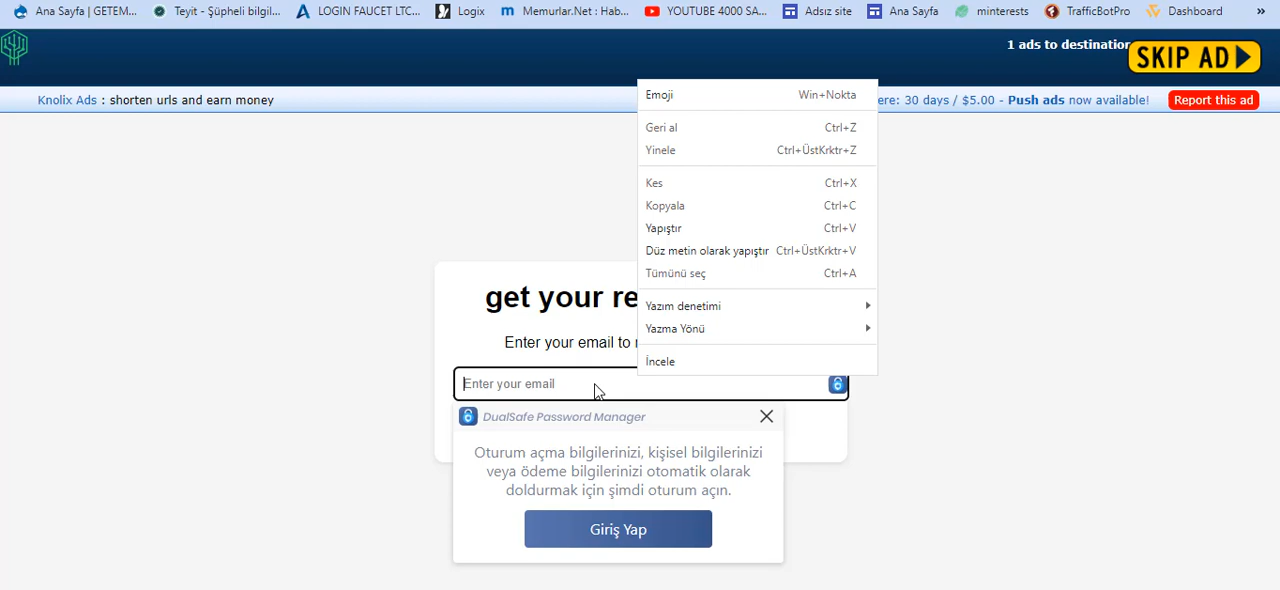 Ana Sayfa | GETEM... Teyit - Şüpheli bilgil... LOGIN FAUCET LTC... Logix Memurlar.Net : Hab... YOUTUBE 4000 SA... Adsız site Ana Sayfa minterests TrafficBotPro Dashboard »
1 ads to destination
SKIP AD
Knolix Ads : shorten urls and earn money
ere: 30 days / $5.00 - Push ads now available! Report this ad
Emoji Win+Nokta
Geri al Ctrl+Z
Yinele Ctrl+ÜstKrktr+Z
Kes Ctrl+X
Kopyala Ctrl+C
Yapıştır Ctrl+V
Düz metin olarak yapıştır Ctrl+ÜstKrktr+V
Tümünü seç Ctrl+A
Yazım denetimi
Yazma Yönü
İncele
get your re
Enter your email to
Enter your email
DualSafe Password Manager
Oturum açma bilgilerinizi, kişisel bilgilerinizi
veya ödeme bilgilerinizi otomatik olarak
doldurmak için şimdi oturum açın.
Giriş Yap